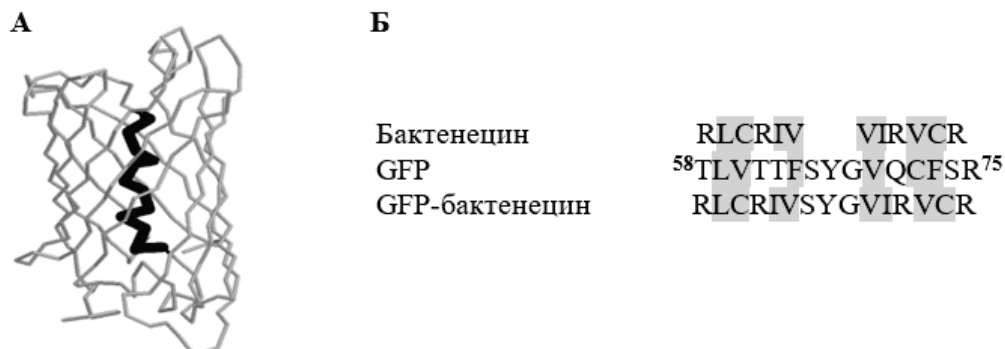 А
Б
Бактенецин RLCRIV VIRVCR
GFP ⁵⁸TLVTTFSYGVQCFSR⁷⁵
GFP-бактенецин RLCRIVSYGVIRVCR